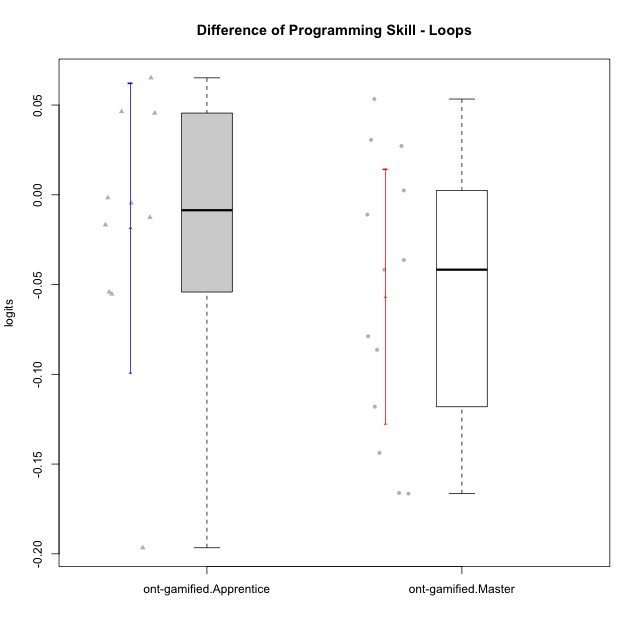 Difference of Programming Skill - Loops
logits
0.05
0.00
-0.05
-0.10
-0.15
-0.20
ont-gamified.Apprentice
ont-gamified.Master